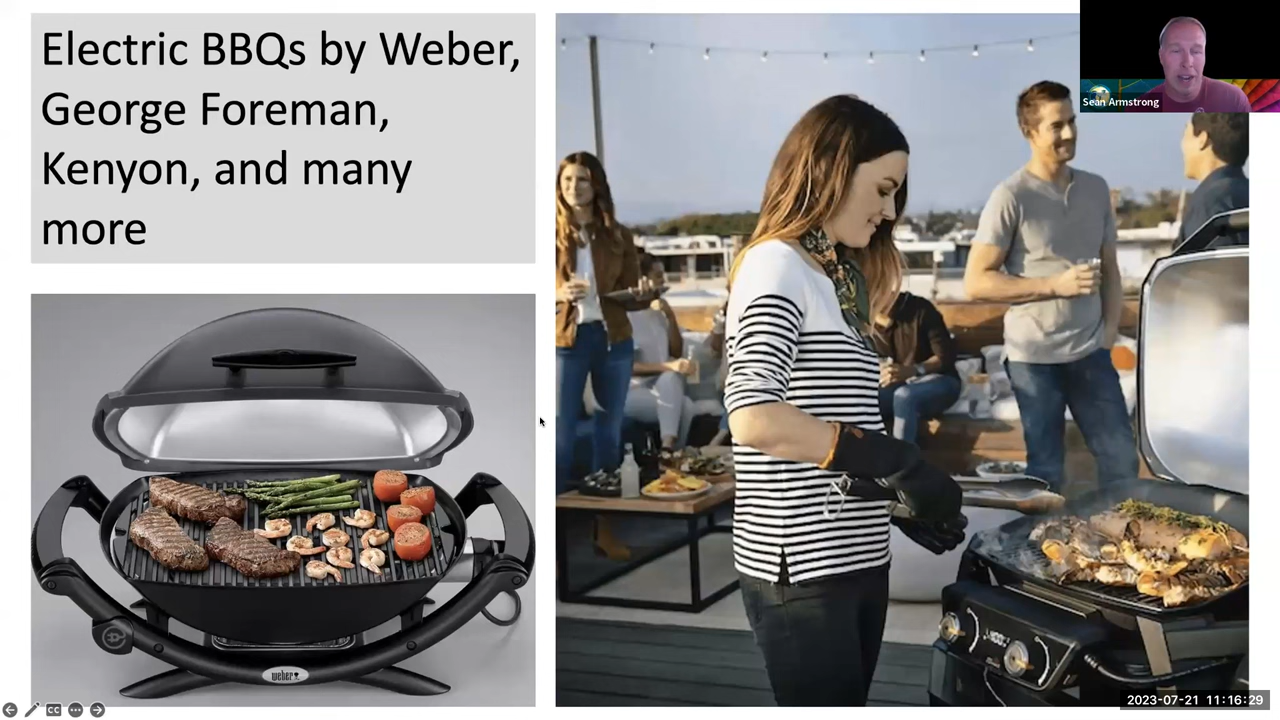 Electric BBQs by Weber,
George Foreman,
Kenyon, and many
more
Sean Armstrong
weber
CC
2023-07-21 11:16:29